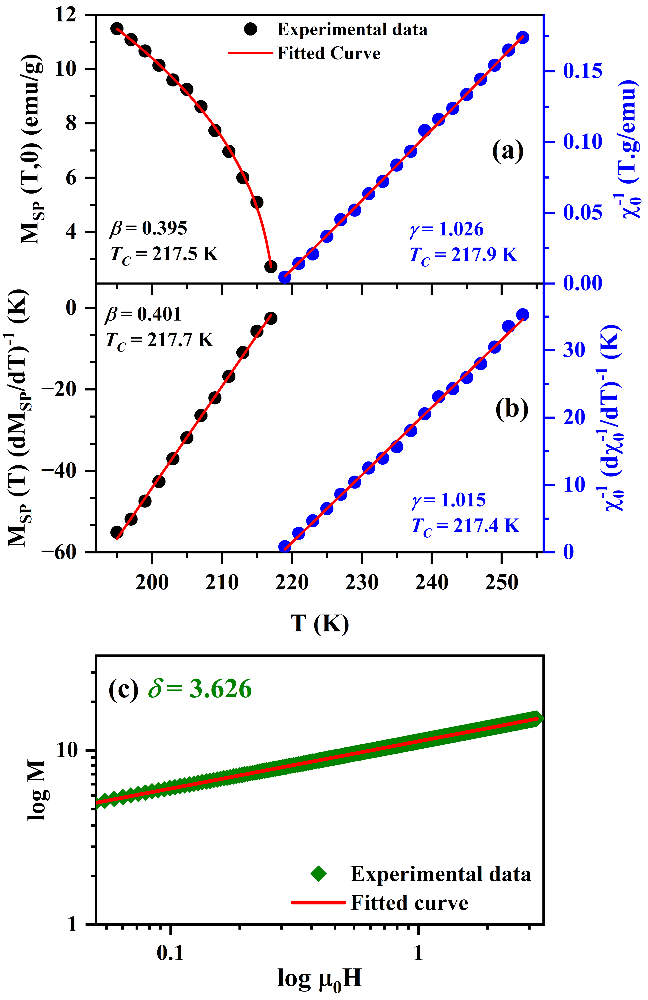 12
10
8
6
4
M_SP (T,0) (emu/g)
Experimental data
Fitted Curve
β = 0.395
T_C = 217.5 K
(a)
γ = 1.026
T_C = 217.9 K
0.15
0.10
0.05
0.00
χ₀⁻¹ (T.g/emu)
0
−20
−40
−60
M_SP (T) (dM_SP/dT)⁻¹ (K)
β = 0.401
T_C = 217.7 K
(b)
γ = 1.015
T_C = 217.4 K
30
20
10
0
χ₀⁻¹ (dχ₀⁻¹/dT)⁻¹ (K)
200 210 220 230 240 250
T (K)
(c) δ = 3.626
10
1
log M
Experimental data
Fitted curve
0.1 1
log μ₀H